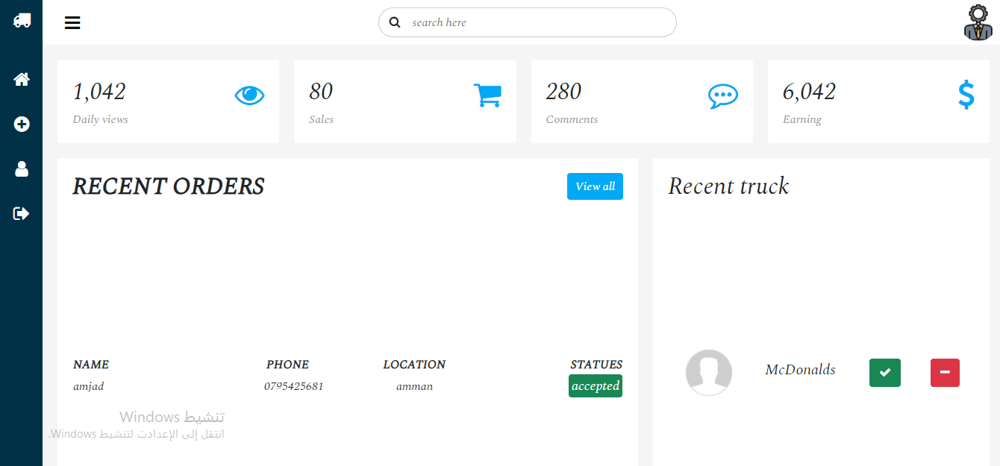 search here
1,042
Daily views
80
Sales
280
Comments
6,042
Earning
RECENT ORDERS
View all
NAME PHONE LOCATION STATUES
amjad 0795425681 amman accepted
Recent truck
McDonalds
تنشيط Windows
انتقل إلى الإعدادت لتنشيط Windows.